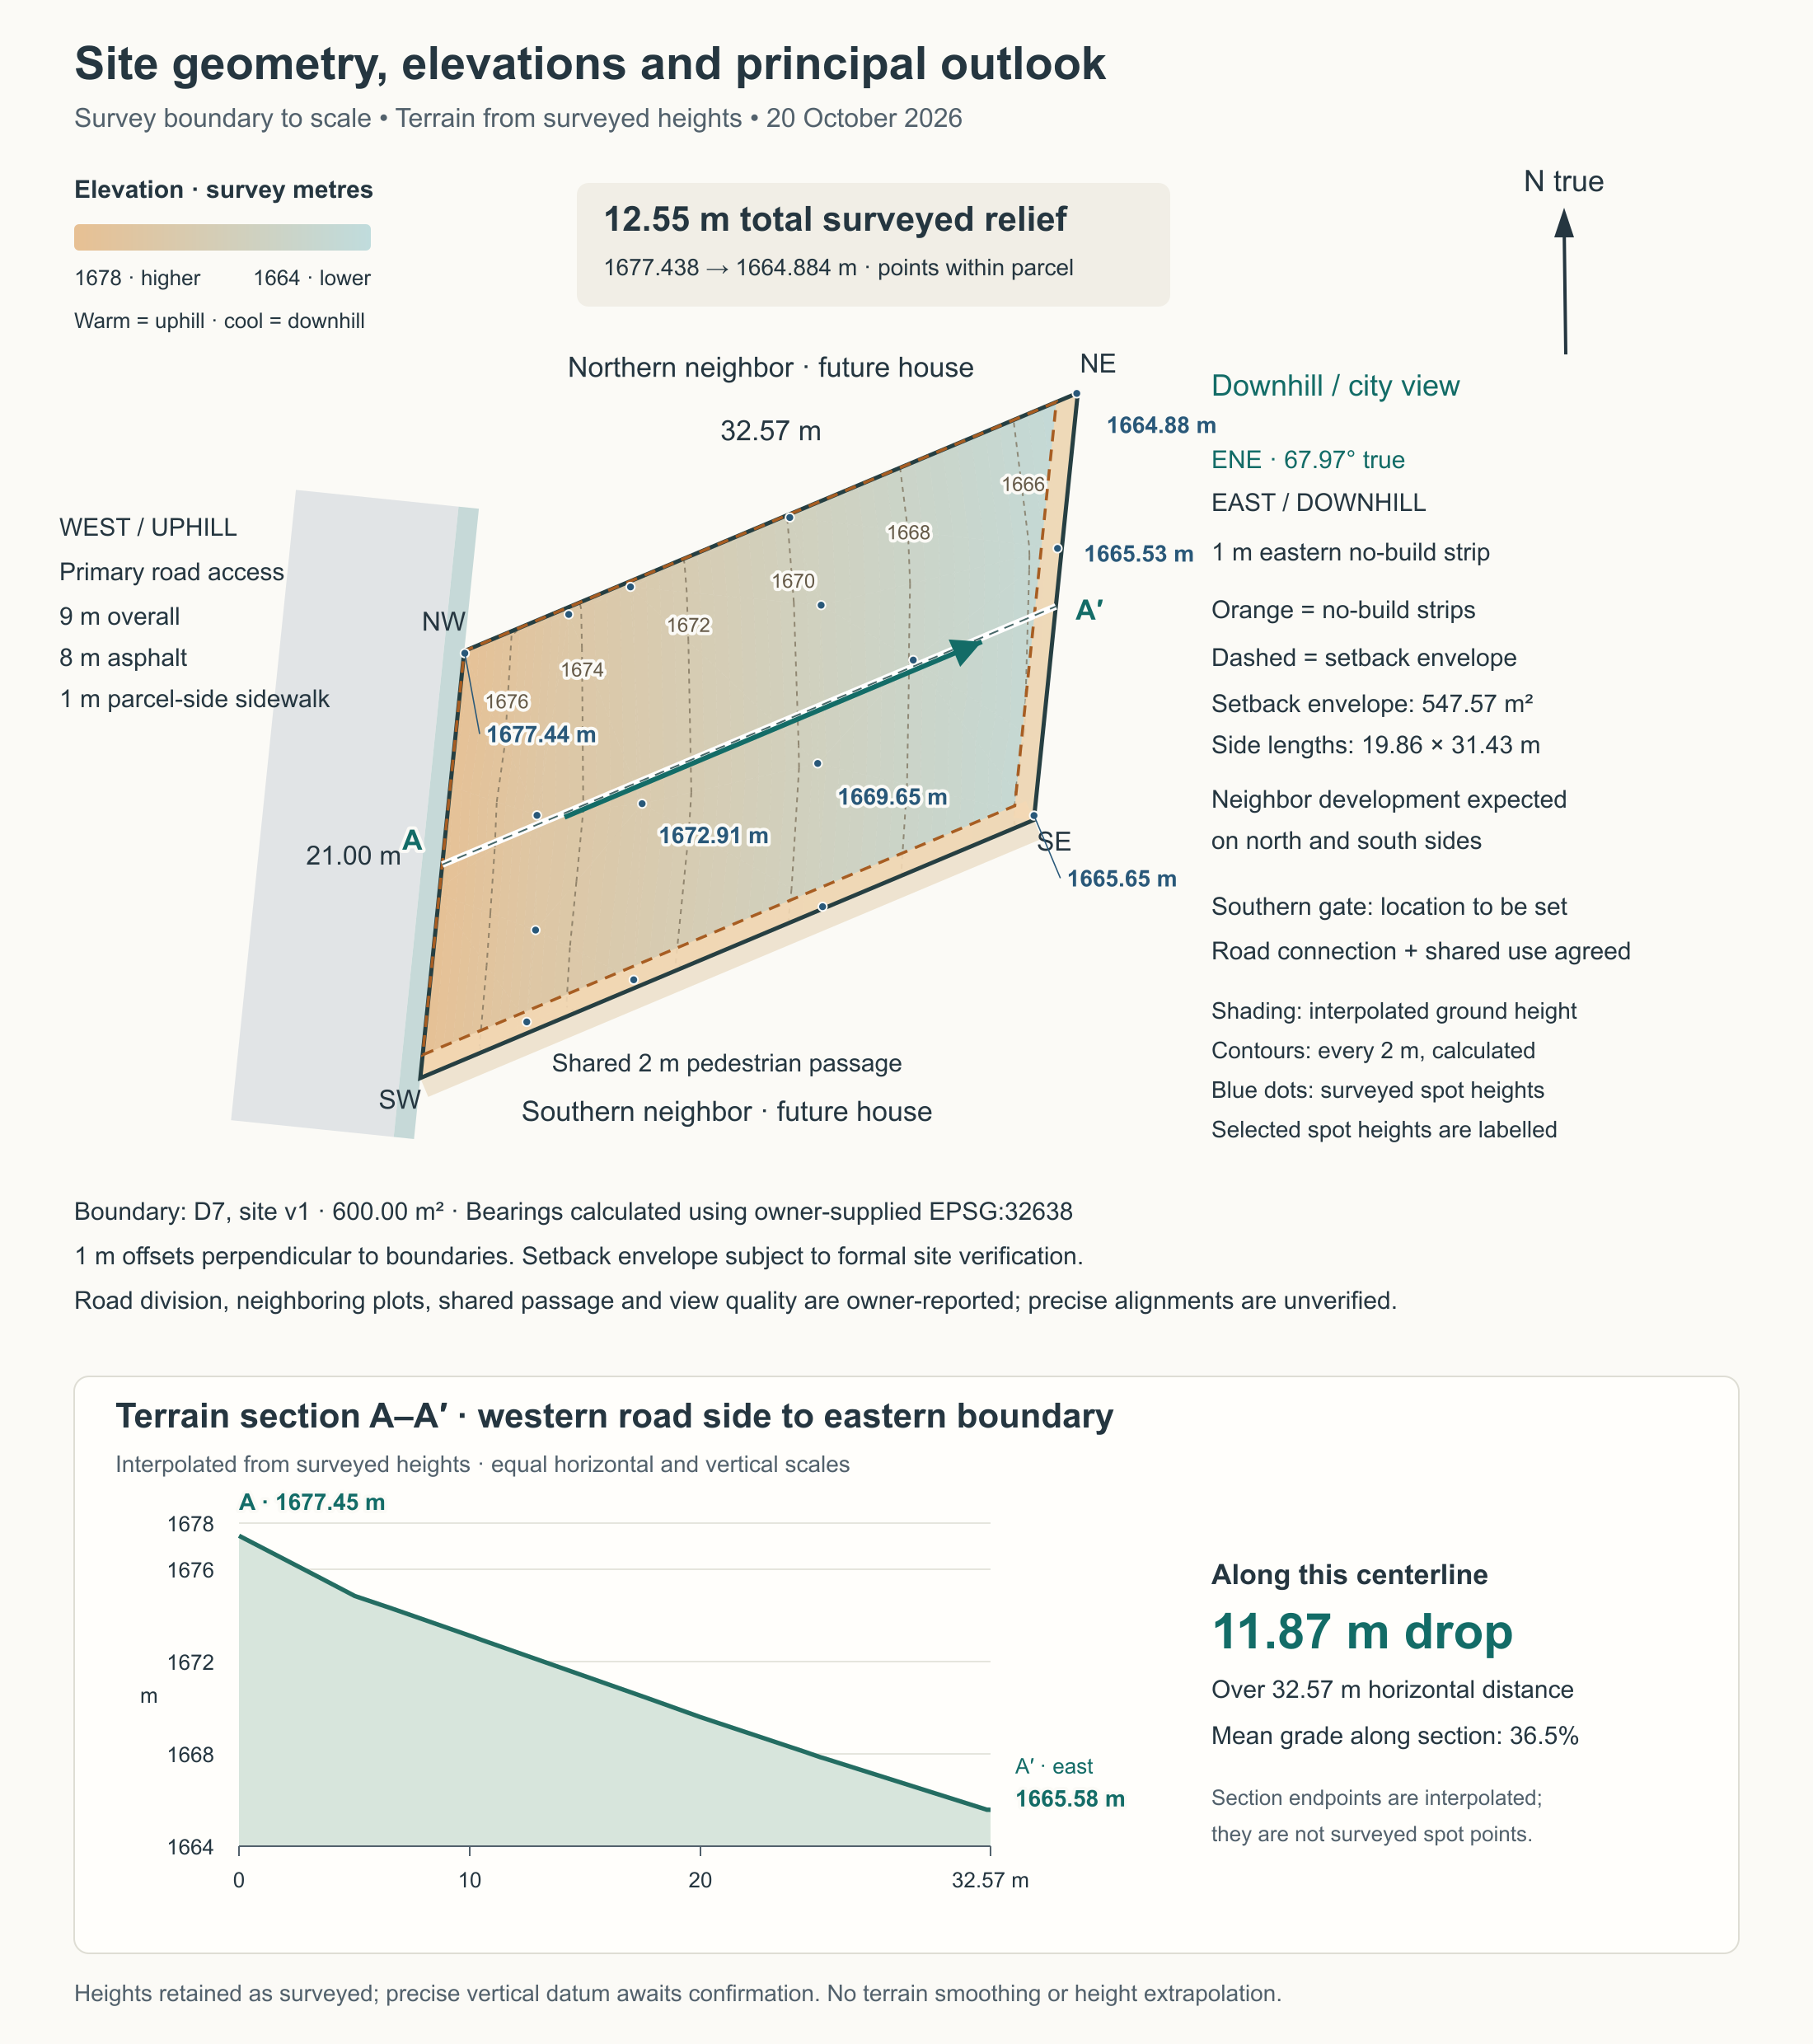 Site geometry, elevations and principal outlook
Survey boundary to scale • Terrain from surveyed heights • 20 October 2026
Elevation · survey metres
1678 · higher
1664 · lower
Warm = uphill · cool = downhill
12.55 m total surveyed relief
1677.438 → 1664.884 m · points within parcel
N true
Northern neighbor · future house
32.57 m
NE
1664.88 m
Downhill / city view
ENE · 67.97° true
EAST / DOWNHILL
1 m eastern no-build strip
Orange = no-build strips
Dashed = setback envelope
Setback envelope: 547.57 m²
Side lengths: 19.86 × 31.43 m
Neighbor development expected
on north and south sides
Southern gate: location to be set
Road connection + shared use agreed
Shading: interpolated ground height
Contours: every 2 m, calculated
Blue dots: surveyed spot heights
Selected spot heights are labelled
WEST / UPHILL
Primary road access
9 m overall
8 m asphalt
1 m parcel-side sidewalk
NW
1666
1668
1670
1672
1674
1676
1677.44 m
1665.53 m
A′
1669.65 m
1672.91 m
A
21.00 m
SE
1665.65 m
SW
Shared 2 m pedestrian passage
Southern neighbor · future house
Boundary: D7, site v1 · 600.00 m² · Bearings calculated using owner-supplied EPSG:32638
1 m offsets perpendicular to boundaries. Setback envelope subject to formal site verification.
Road division, neighboring plots, shared passage and view quality are owner-reported; precise alignments are unverified.
Terrain section A–A′ · western road side to eastern boundary
Interpolated from surveyed heights · equal horizontal and vertical scales
A · 1677.45 m
1678
1676
1672
m
1668
1664
0
10
20
32.57 m
A′ · east
1665.58 m
Along this centerline
11.87 m drop
Over 32.57 m horizontal distance
Mean grade along section: 36.5%
Section endpoints are interpolated;
they are not surveyed spot points.
Heights retained as surveyed; precise vertical datum awaits confirmation. No terrain smoothing or height extrapolation.